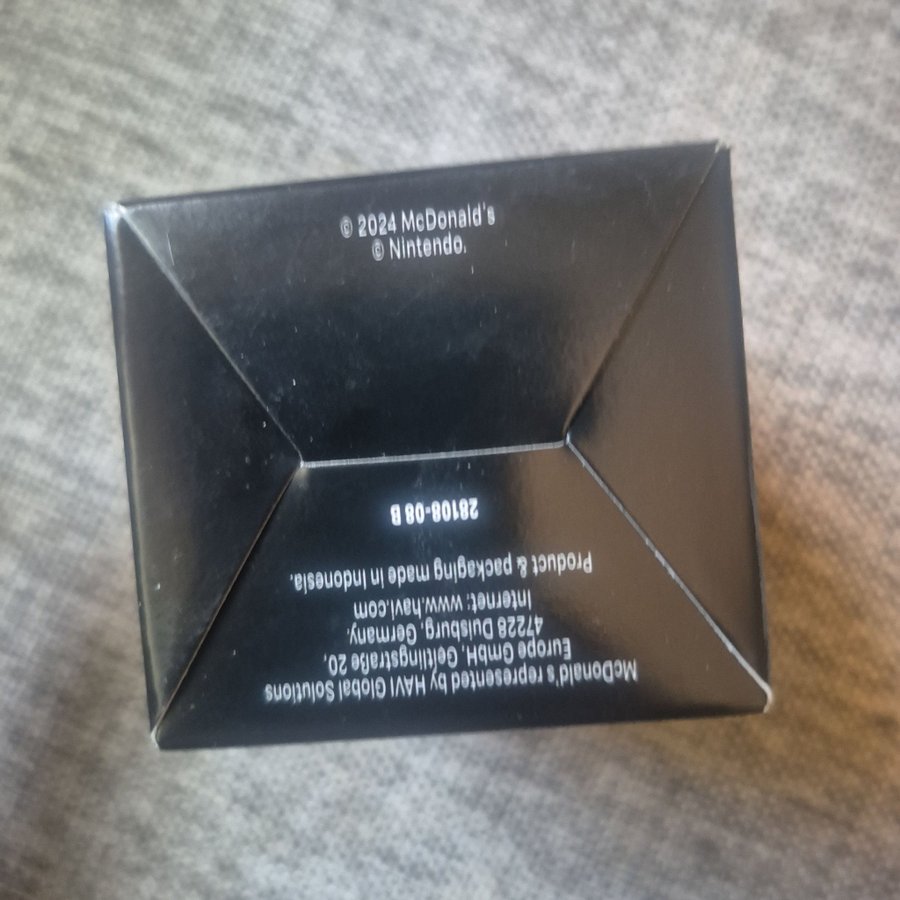 © 2024 McDonald's
© Nintendo.
McDonald's represented by HAVI Global Solutions
Europe GmbH, Geitlingstraße 20,
47228 Duisburg, Germany.
Internet: www.havi.com
Product & packaging made in Indonesia.
28108-08 B